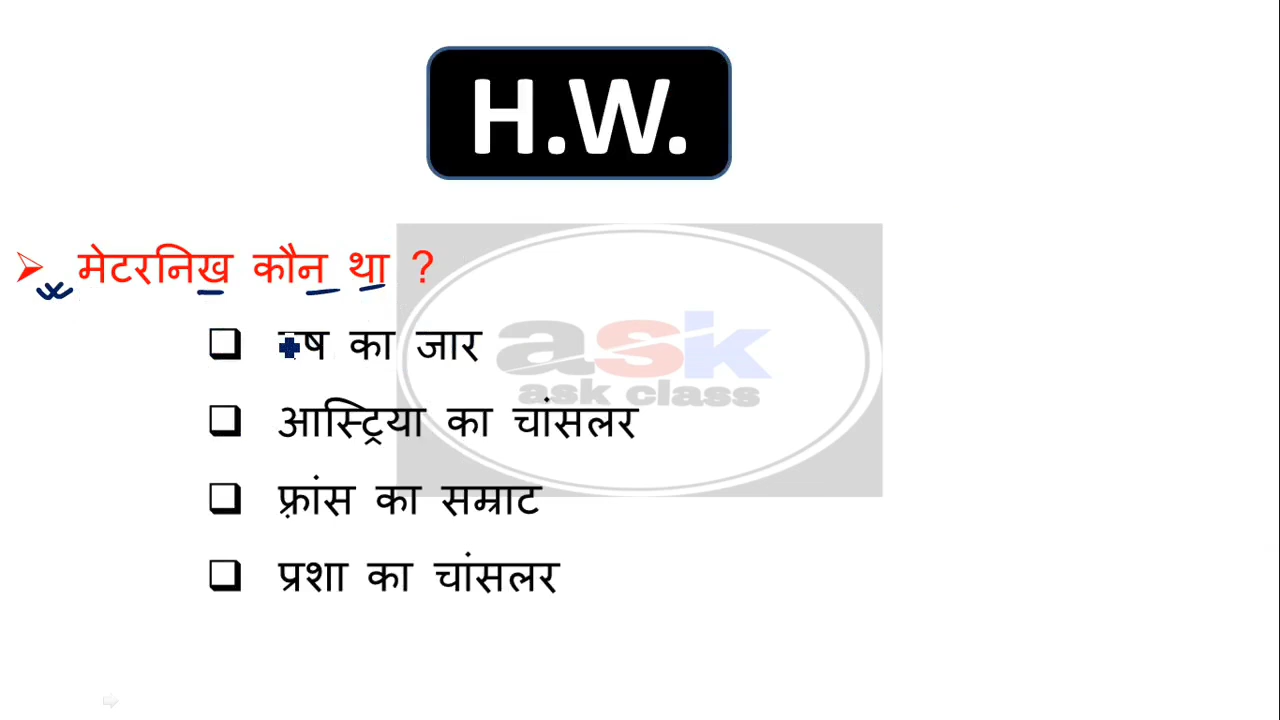 H.W.
मेटरनिख कौन था ?
का जार
आस्ट्रिया का चांसलर
फ़्रांस का सम्राट
प्रशा का चांसलर
ask
ask class